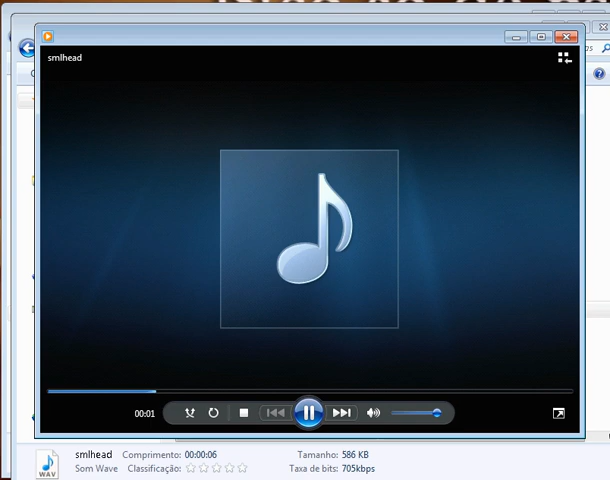 smlhead
00:01
smlhead Comprimento: 00:00:06 Tamanho: 586 KB
Som Wave Classificação: Taxa de bits: 705kbps
WAV